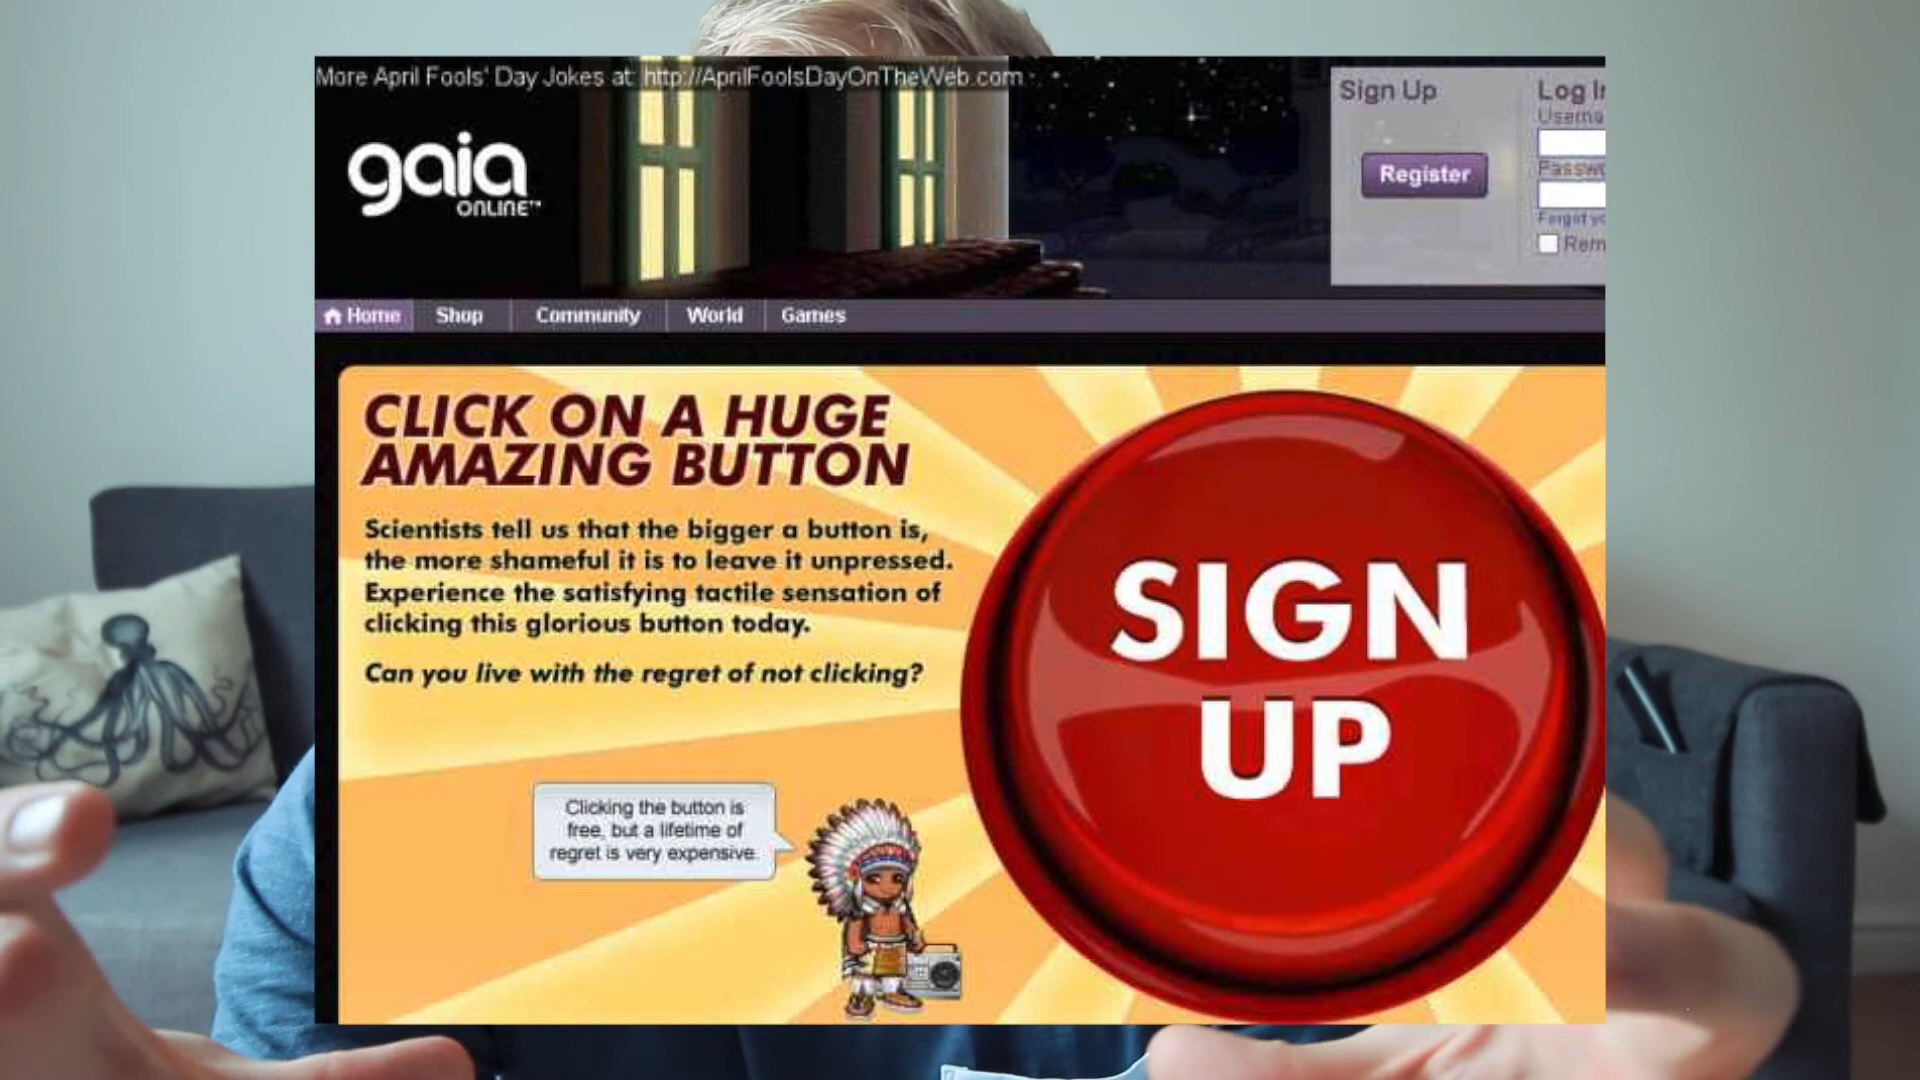 More April Fools' Day Jokes at: http://AprilFoolsDayOnTheWeb.com
gaia
ONLINE™
Sign Up
Register
Home
Shop
Community
World
Games
CLICK ON A HUGE
AMAZING BUTTON
Scientists tell us that the bigger a button is,
the more shameful it is to leave it unpressed.
Experience the satisfying tactile sensation of
clicking this glorious button today.
Can you live with the regret of not clicking?
Clicking the button is
free, but a lifetime of
regret is very expensive.
SIGN
UP